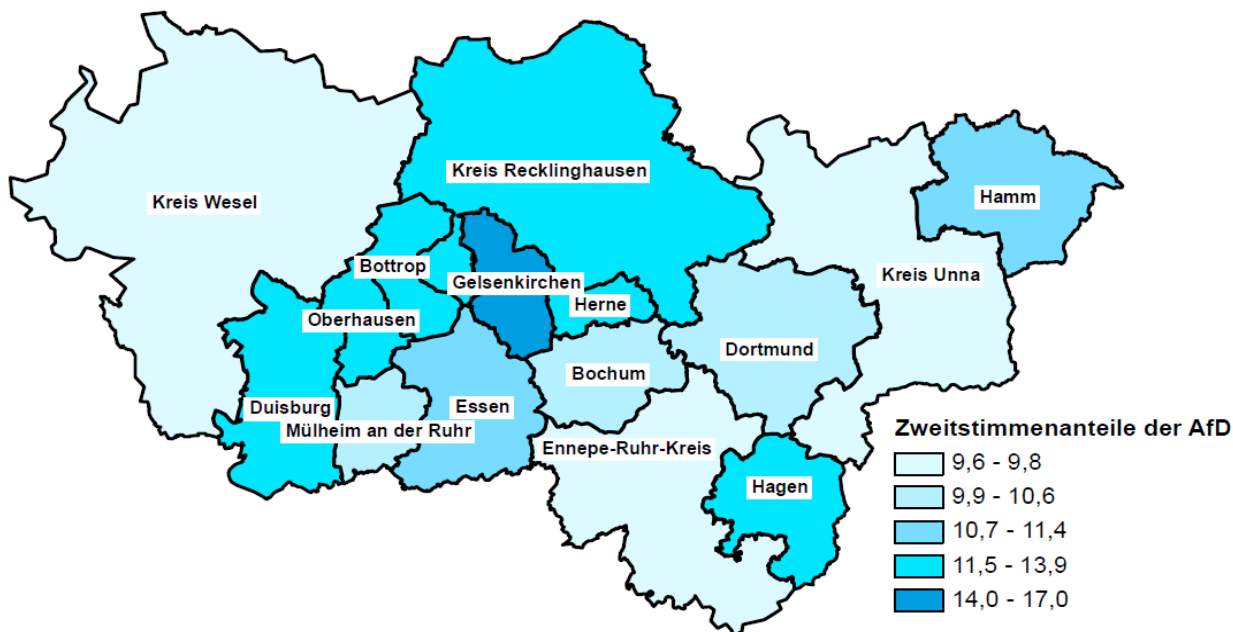 Kreis Recklinghausen
Hamm
Kreis Wesel
Bottrop
Gelsenkirchen
Kreis Unna
Herne
Oberhausen
Dortmund
Bochum
Duisburg
Essen
Mülheim an der Ruhr
Ennepe-Ruhr-Kreis
Hagen
Zweitstimmenanteile der AfD
9,6 - 9,8
9,9 - 10,6
10,7 - 11,4
11,5 - 13,9
14,0 - 17,0